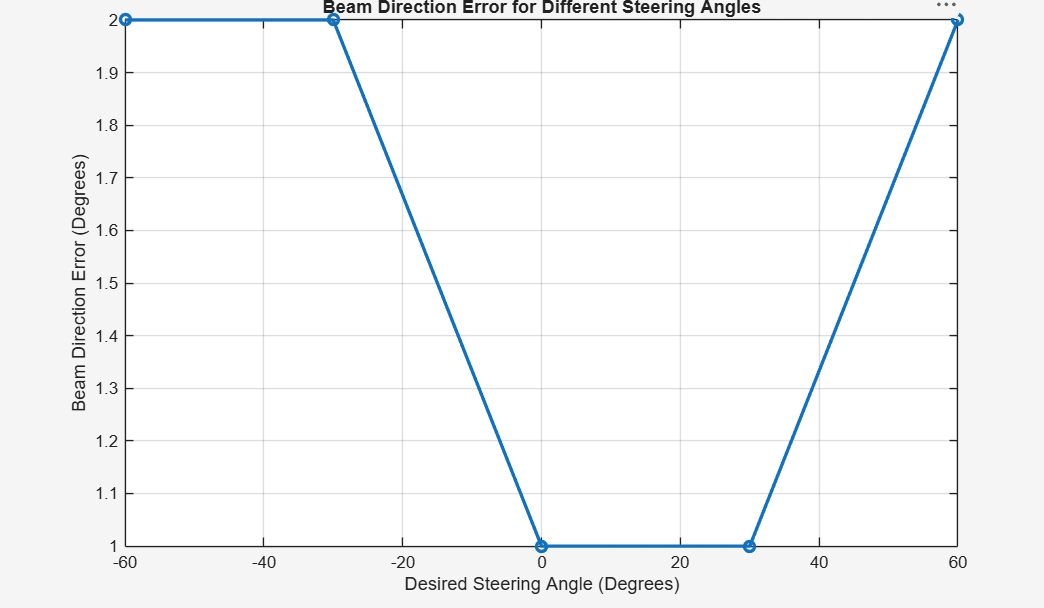 Beam Direction Error for Different Steering Angles
2
1.9
1.8
1.7
1.6
1.5
1.4
1.3
1.2
1.1
1
Beam Direction Error (Degrees)
-60 -40 -20 0 20 40 60
Desired Steering Angle (Degrees)